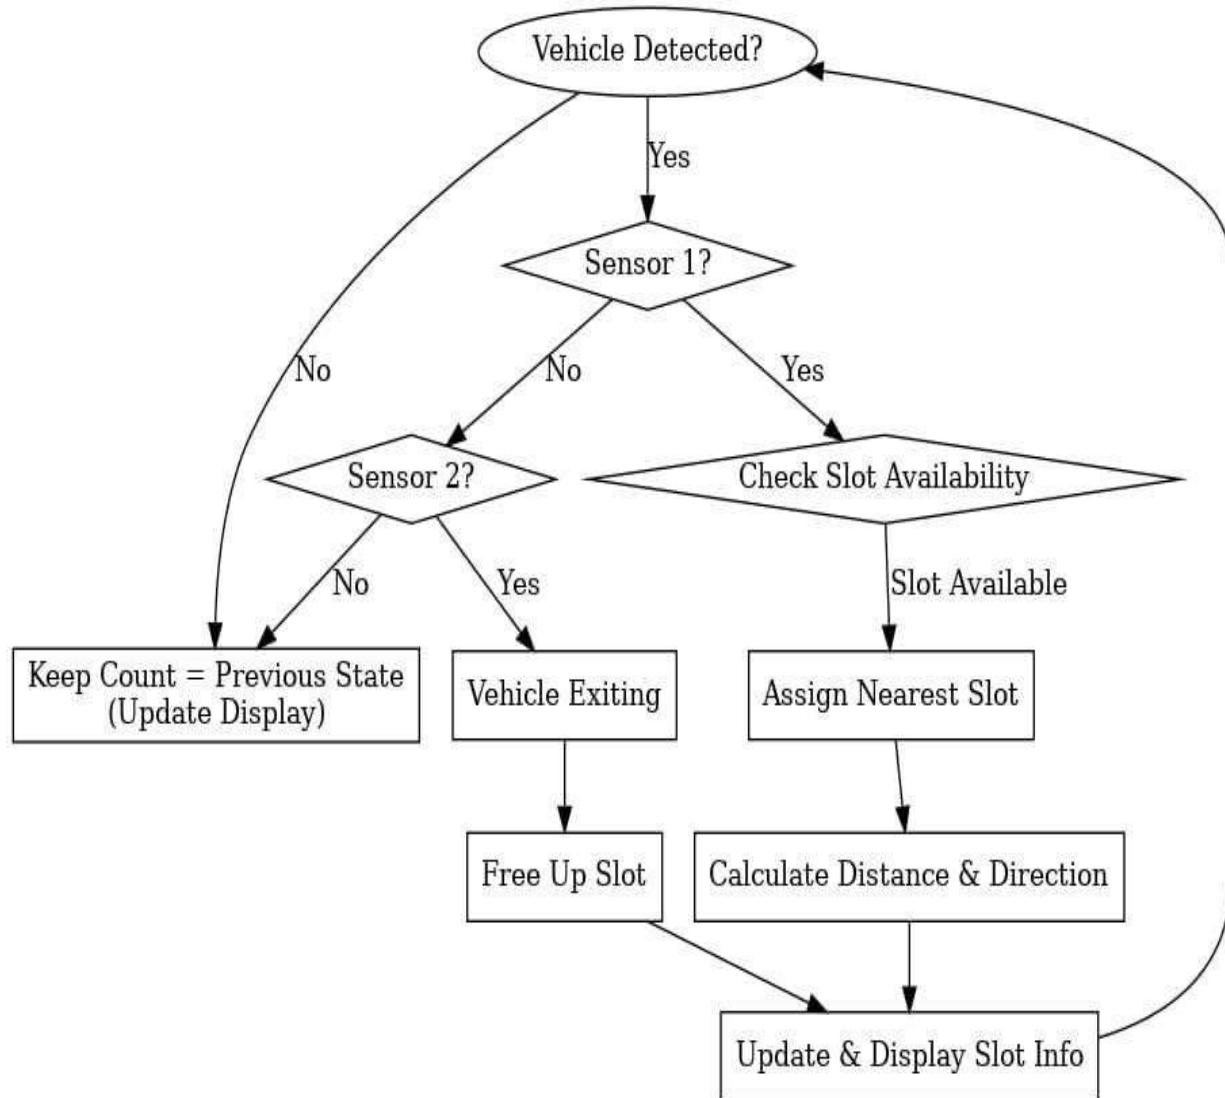 Vehicle Detected?
Yes
Sensor 1?
No
No
Yes
Sensor 2?
Check Slot Availability
No
Yes
Slot Available
Keep Count = Previous State
(Update Display)
Vehicle Exiting
Assign Nearest Slot
Free Up Slot
Calculate Distance & Direction
Update & Display Slot Info